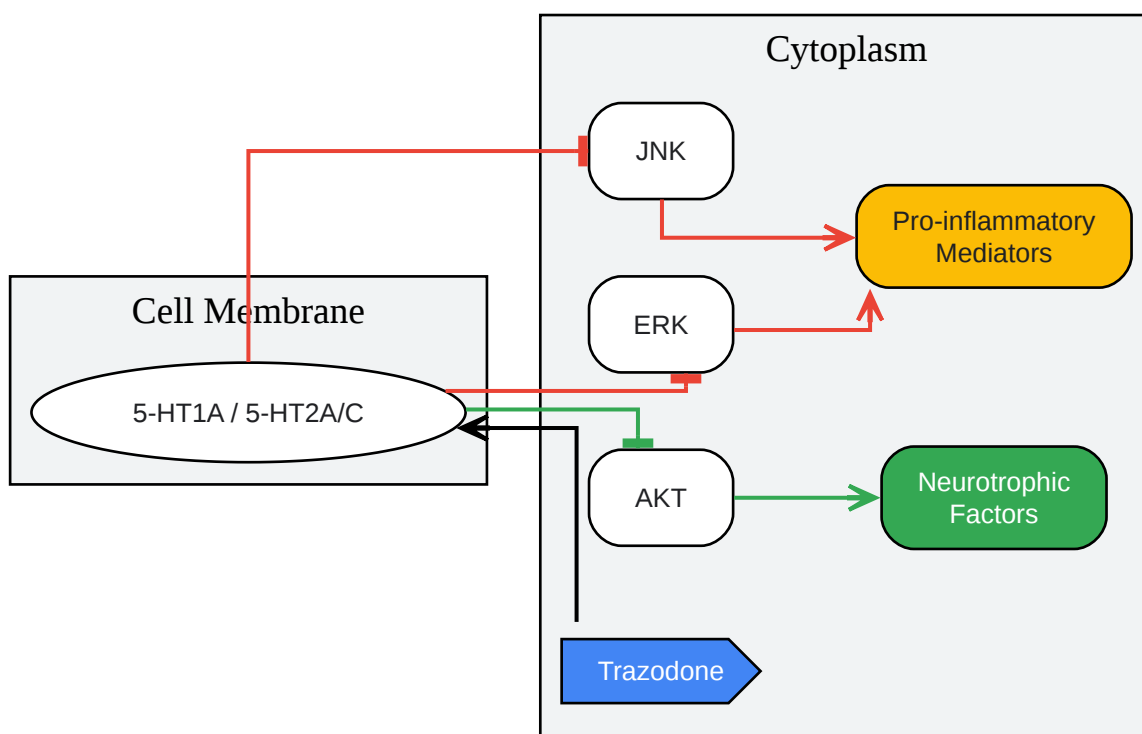 Cytoplasm
JNK
Pro-inflammatory
Mediators
Cell Membrane
ERK
5-HT1A / 5-HT2A/C
AKT
Neurotrophic
Factors
Trazodone